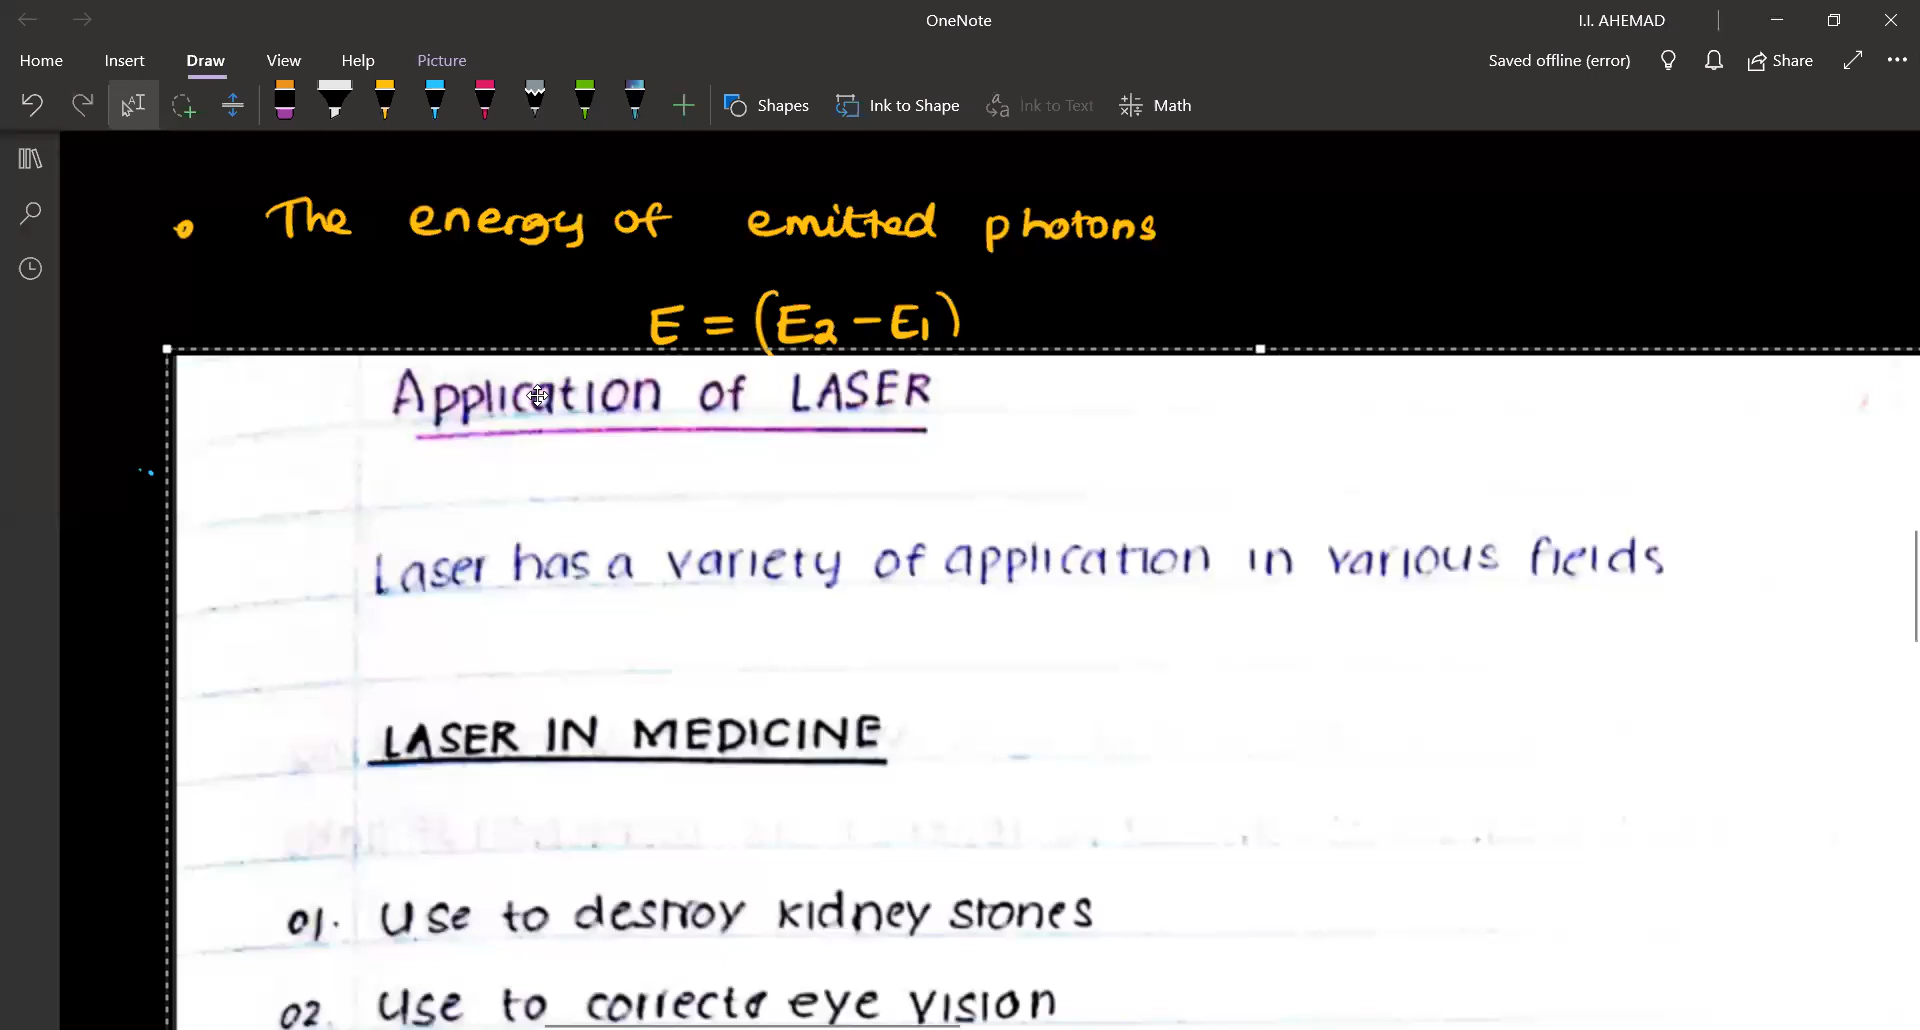 OneNote
I.I. AHEMAD
Home Insert Draw View Help Picture
Saved offline (error) Share
Shapes Ink to Shape Ink to Text Math
The energy of emitted photons
E = (E2 - E1)
Application of LASER
Laser has a variety of application in various fields
LASER IN MEDICINE
01. Use to destroy kidney stones
02. Use to correcte eye vision